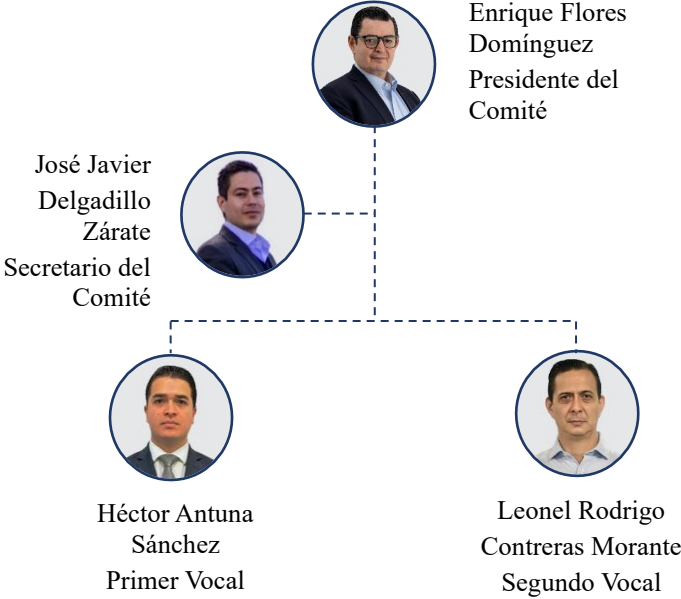 Enrique Flores
Domínguez
Presidente del
Comité
José Javier
Delgadillo
Zárate
Secretario del
Comité
Héctor Antuna
Sánchez
Primer Vocal
Leonel Rodrigo
Contreras Morante
Segundo Vocal